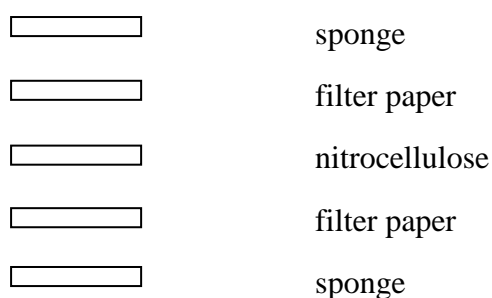 sponge
filter paper
nitrocellulose
filter paper
sponge